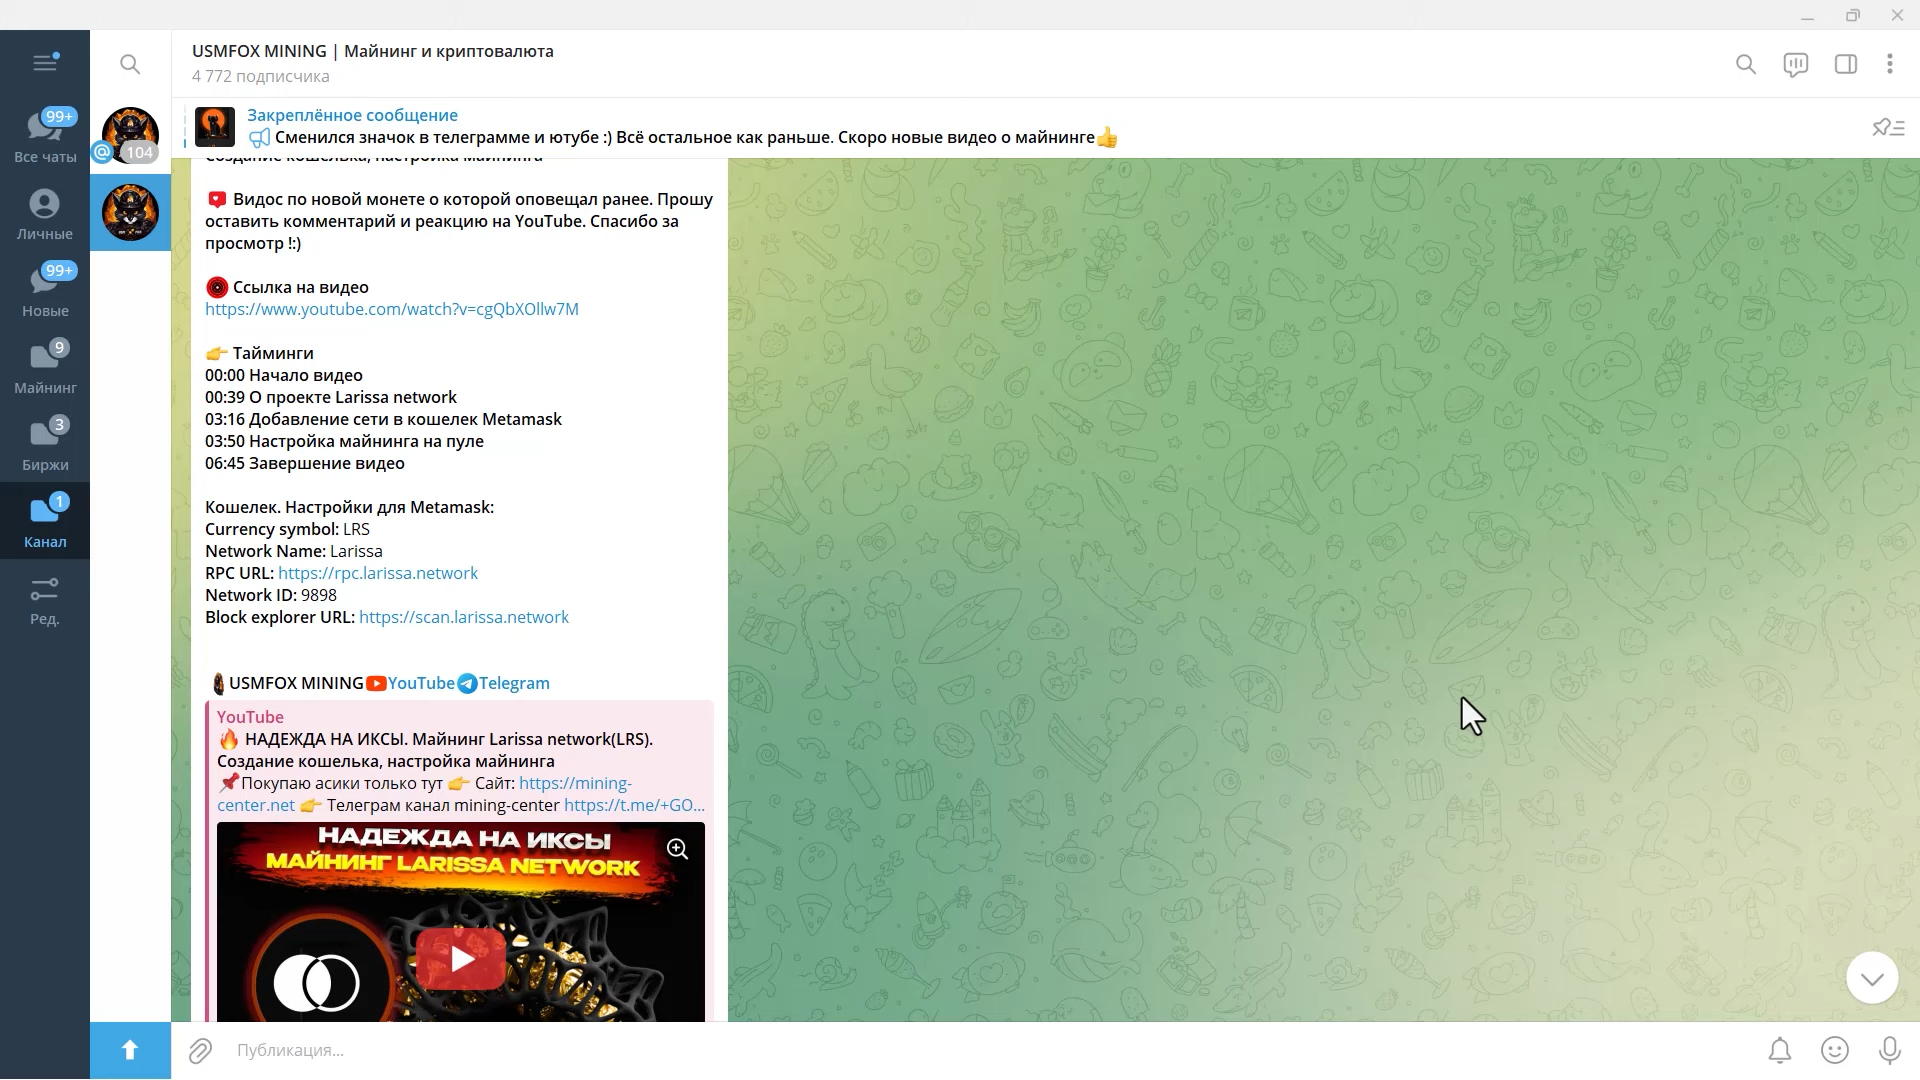 USMFOX MINING | Майнинг и криптовалюта
4 772 подписчика
Закреплённое сообщение
Сменился значок в телеграмме и ютубе :) Всё остальное как раньше. Скоро новые видео о майнинге
99+
Все чаты
@ 104
Личные
99+
Новые
9
Майнинг
3
Биржи
1
Канал
Ред.
Создание кошелька, настройка майнинга
Видос по новой монете о которой оповещал ранее. Прошу
оставить комментарий и реакцию на YouTube. Спасибо за
просмотр !:)
Ссылка на видео
https://www.youtube.com/watch?v=cgQbXOllw7M
Тайминги
00:00 Начало видео
00:39 О проекте Larissa network
03:16 Добавление сети в кошелек Metamask
03:50 Настройка майнинга на пуле
06:45 Завершение видео
Кошелек. Настройки для Metamask:
Currency symbol: LRS
Network Name: Larissa
RPC URL: https://rpc.larissa.network
Network ID: 9898
Block explorer URL: https://scan.larissa.network
USMFOX MINING YouTube Telegram
YouTube
НАДЕЖДА НА ИКСЫ. Майнинг Larissa network(LRS).
Создание кошелька, настройка майнинга
Покупаю асики только тут 👉 Сайт: https://mining-
center.net 👉 Телеграм канал mining-center https://t.me/+GO...
НАДЕЖДА НА ИКСЫ
МАЙНИНГ LARISSA NETWORK
Публикация...